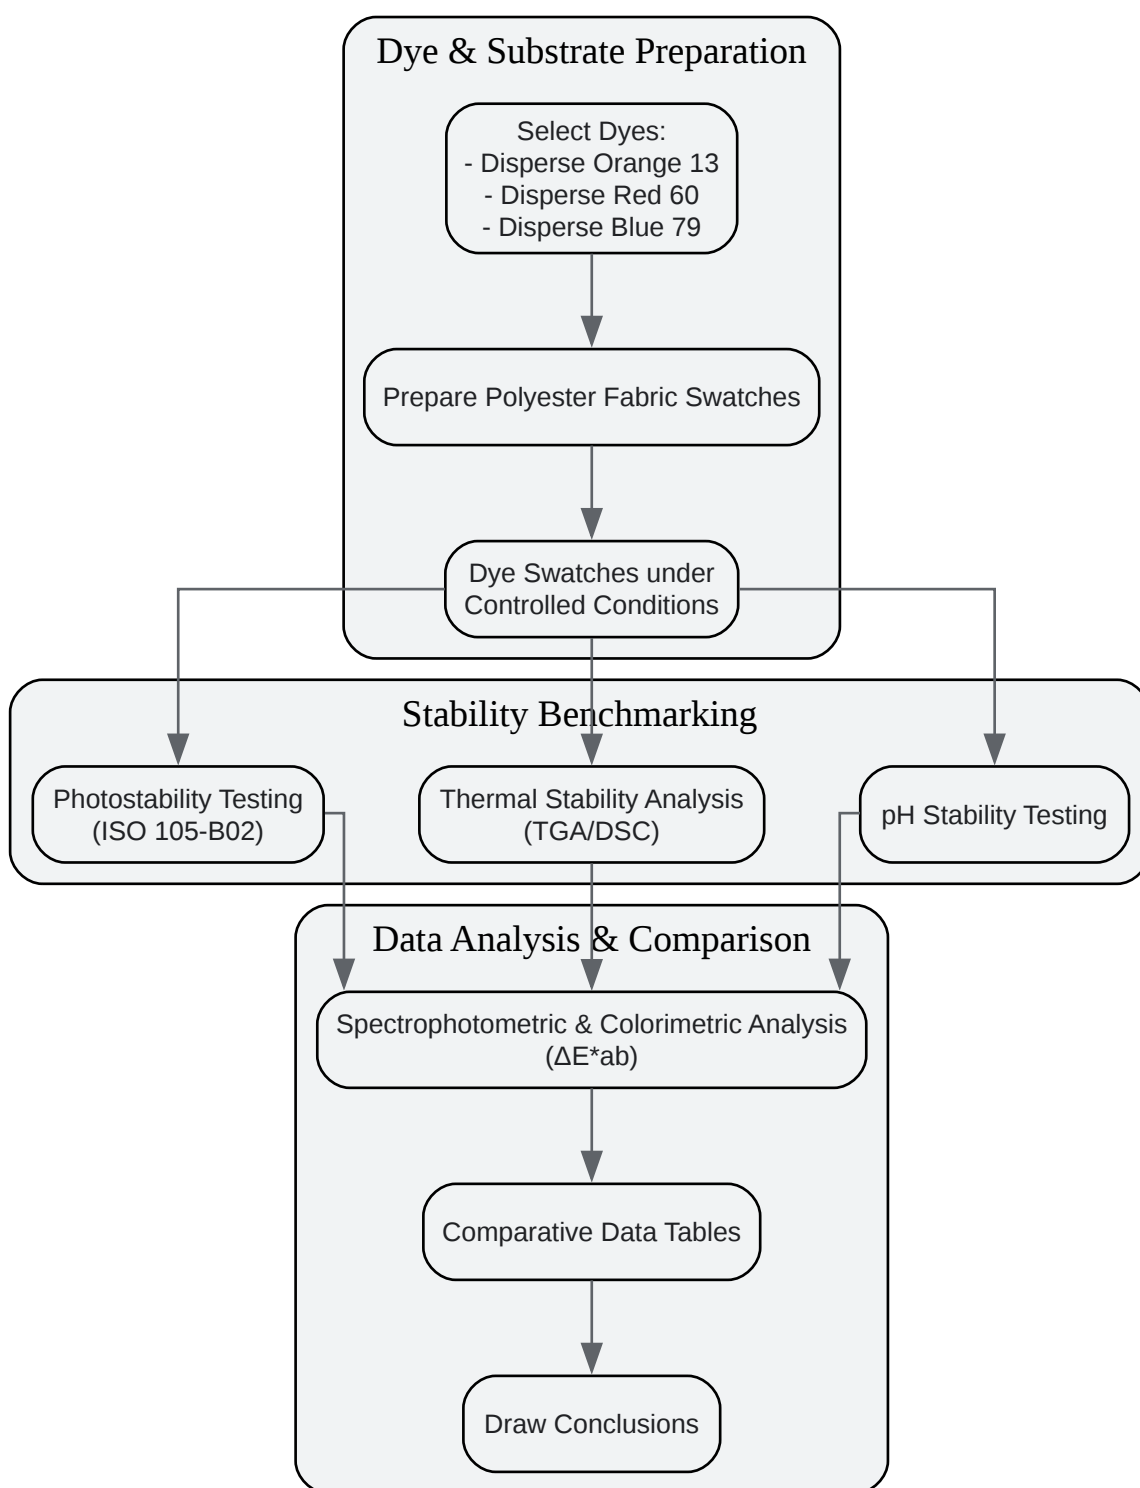 Dye & Substrate Preparation
Select Dyes:
- Disperse Orange 13
- Disperse Red 60
- Disperse Blue 79
Prepare Polyester Fabric Swatches
Dye Swatches under
Controlled Conditions
Stability Benchmarking
Photostability Testing
(ISO 105-B02)
Thermal Stability Analysis
(TGA/DSC)
pH Stability Testing
Data Analysis & Comparison
Spectrophotometric & Colorimetric Analysis
(ΔE*ab)
Comparative Data Tables
Draw Conclusions